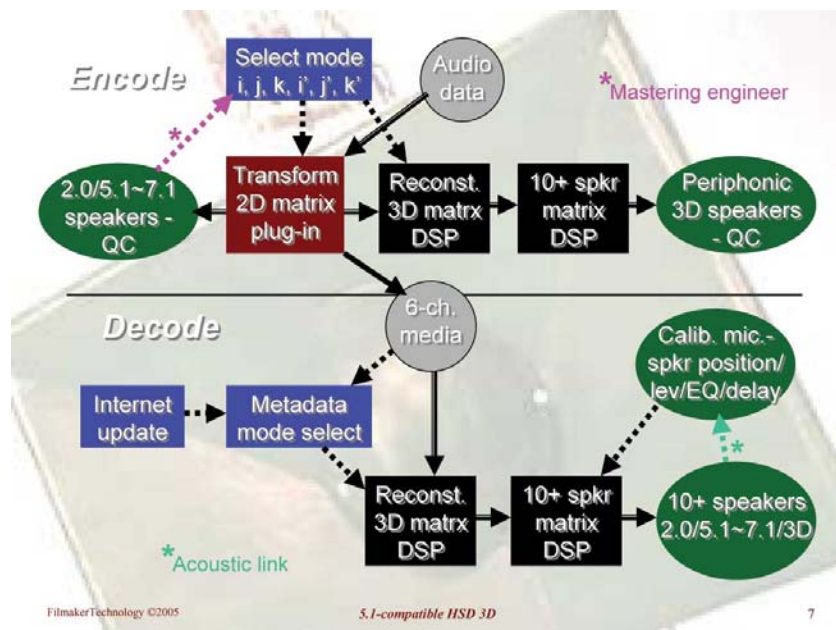 Encode
Select mode
i, j, k, i’, j’, k’
Audio
data
*Mastering engineer
*
2.0/5.1~7.1
speakers -
QC
Transform
2D matrix
plug-in
Reconst.
3D matrx
DSP
10+ spkr
matrix
DSP
Periphonic
3D speakers
- QC
Decode
6-ch.
media
Calib. mic.-
spkr position/
lev/EQ/delay
Internet
update
Metadata
mode select
*
Reconst.
3D matrx
DSP
10+ spkr
matrix
DSP
10+ speakers
2.0/5.1~7.1/3D
*Acoustic link
FilmakerTechnology ©2005
5.1-compatible HSD 3D
7